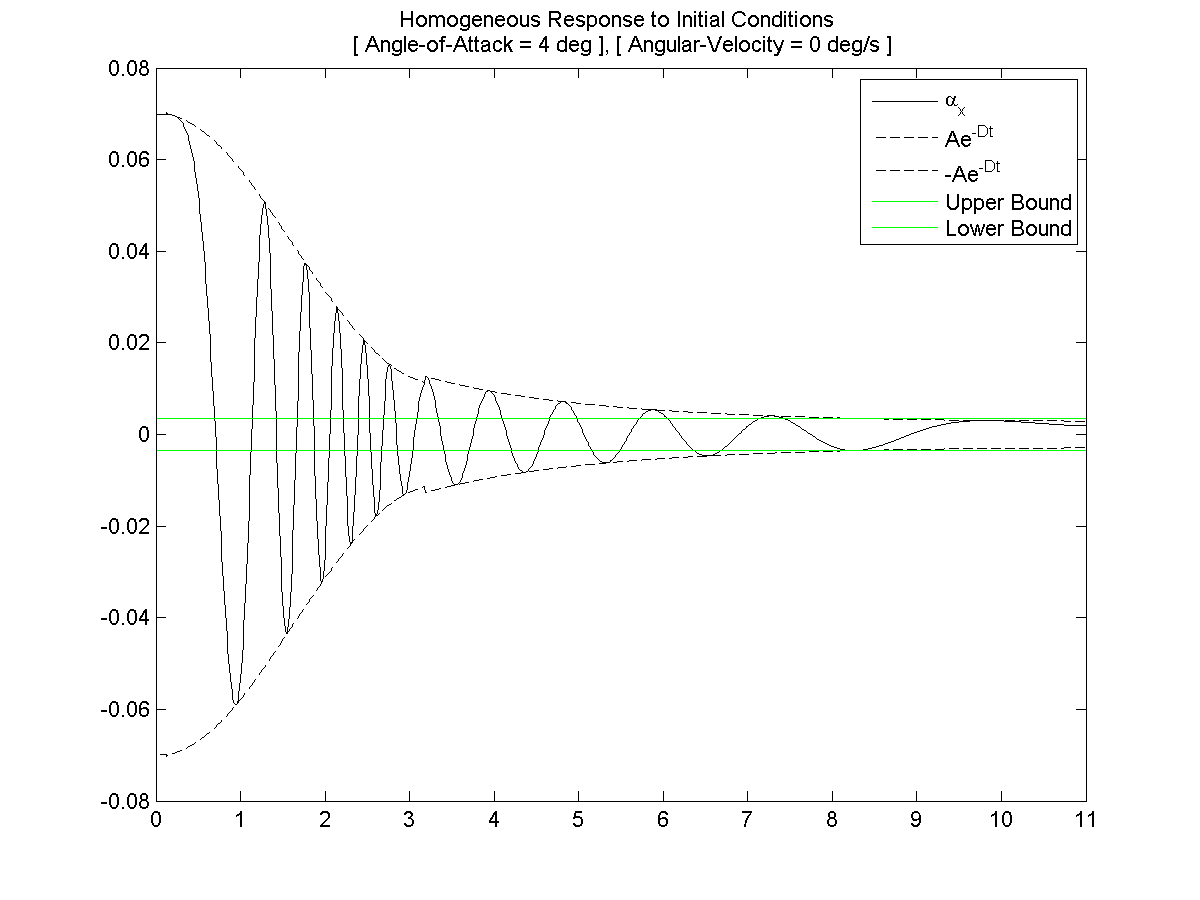 Homogeneous Response to Initial Conditions
[ Angle-of-Attack = 4 deg ], [ Angular-Velocity = 0 deg/s ]
0.08
0.06
0.04
0.02
0
-0.02
-0.04
-0.06
-0.08
0 1 2 3 4 5 6 7 8 9 10 11
αx
Ae-Dt
-Ae-Dt
Upper Bound
Lower Bound